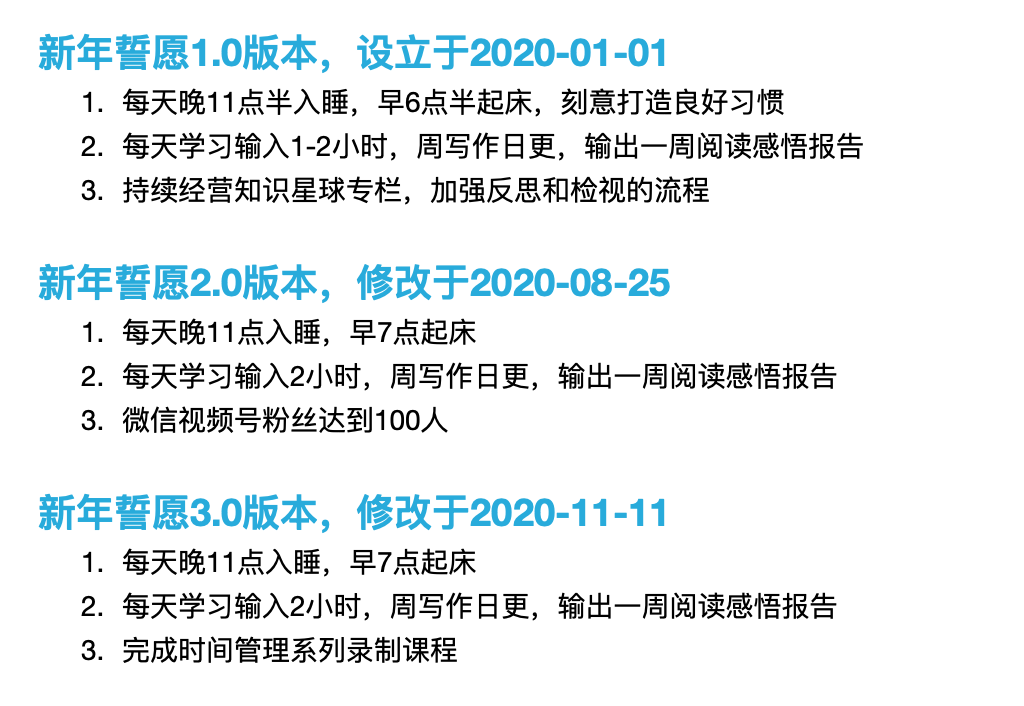 新年誓愿1.0版本，设立于2020-01-01
1. 每天晚11点半入睡，早6点半起床，刻意打造良好习惯
2. 每天学习输入1-2小时，周写作日更，输出一周阅读感悟报告
3. 持续经营知识星球专栏，加强反思和检视的流程
新年誓愿2.0版本，修改于2020-08-25
1. 每天晚11点入睡，早7点起床
2. 每天学习输入2小时，周写作日更，输出一周阅读感悟报告
3. 微信视频号粉丝达到100人
新年誓愿3.0版本，修改于2020-11-11
1. 每天晚11点入睡，早7点起床
2. 每天学习输入2小时，周写作日更，输出一周阅读感悟报告
3. 完成时间管理系列录制课程